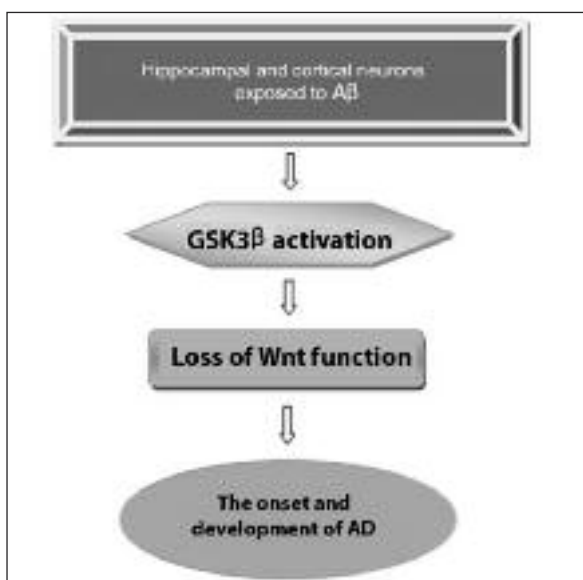 Hippocampal and cortical neurons
exposed to Aβ
GSK3β activation
Loss of Wnt function
The onset and
development of AD